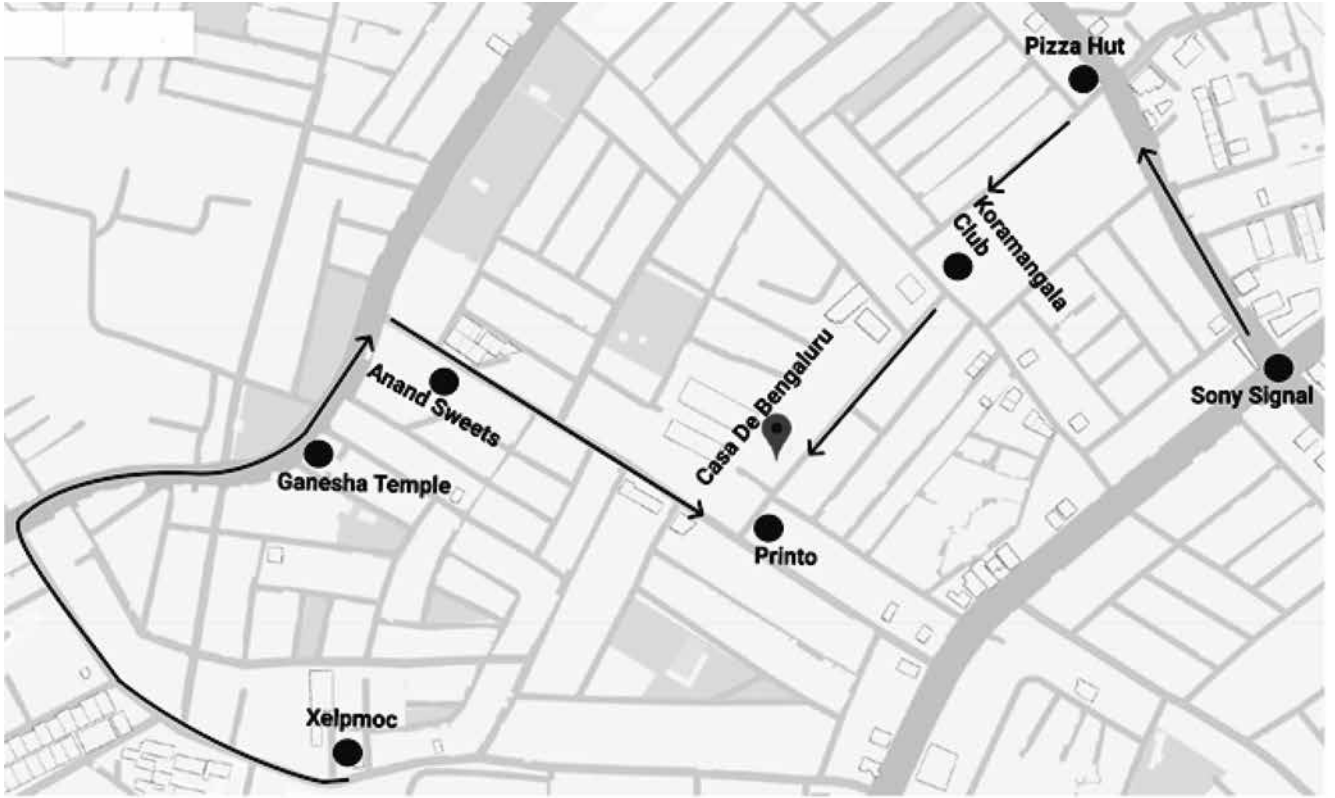 Pizza Hut
Koramangala
Club
Casa De Bengaluru
Anand Sweets
Sony Signal
Ganesha Temple
Printo
Xelpmoc